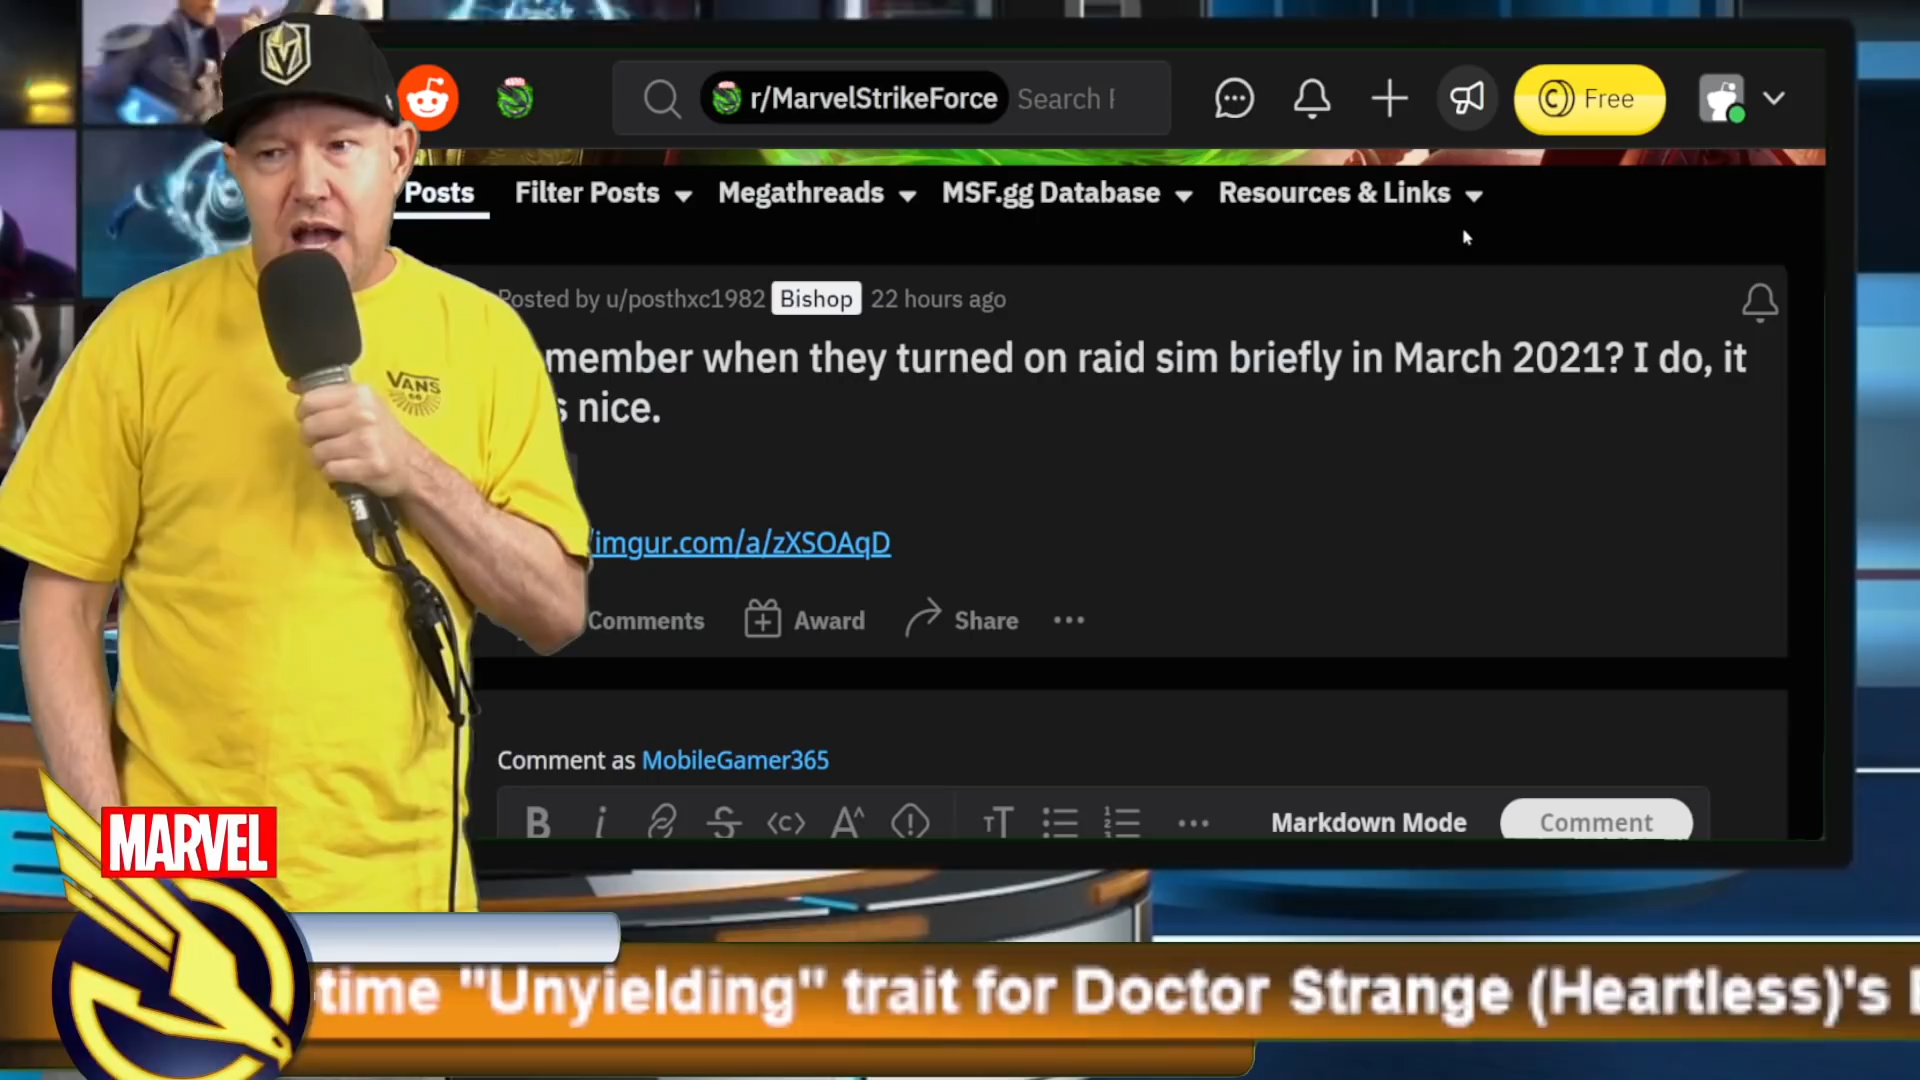 r/MarvelStrikeForce
Free
Posts
Filter Posts
Megathreads
MSF.gg Database
Resources & Links
Posted by u/posthxc1982 Bishop 22 hours ago
member when they turned on raid sim briefly in March 2021? I do, it
s nice.
VANS
66
/imgur.com/a/zXSOAqD
Comments
Award
Share
Comment as MobileGamer365
B i
Markdown Mode
Comment
MARVEL
time "Unyielding" trait for Doctor Strange (Heartless)'s